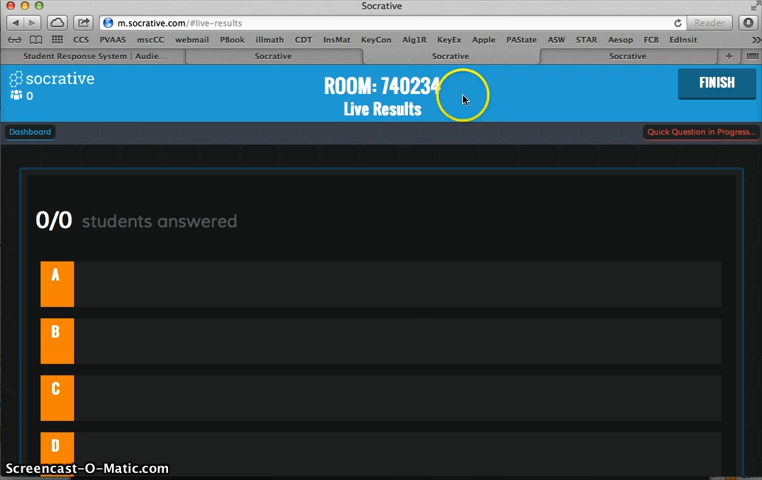 Socrative
m.socrative.com/#live-results
Reader
CCS PVAAS mscCC webmail PBook illmath CDT InsMat KeyCon Alg1R KeyEx Apple PAState ASW STAR Aesop FCB EdInsit
Student Response System | Audie... Socrative Socrative Socrative
socrative
0
ROOM: 740234
Live Results
FINISH
Dashboard
Quick Question in Progress...
0/0 students answered
A
B
C
D
Screencast-O-Matic.com